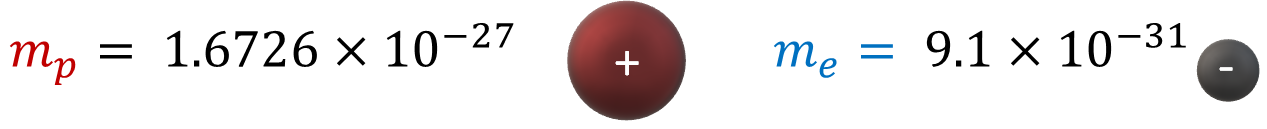 m_p = 1.6726 × 10^{−27} + m_e = 9.1 × 10^{−31} -